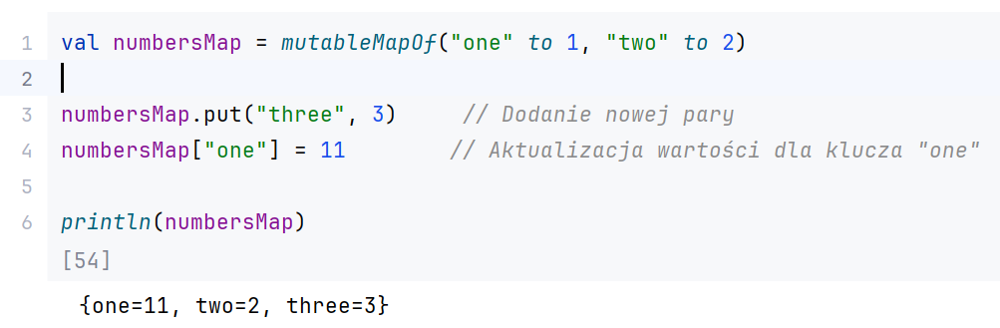 1 val numbersMap = mutableMapOf("one" to 1, "two" to 2)
2
3 numbersMap.put("three", 3) // Dodanie nowej pary
4 numbersMap["one"] = 11 // Aktualizacja wartości dla klucza "one"
5
6 println(numbersMap)
[54]
{one=11, two=2, three=3}